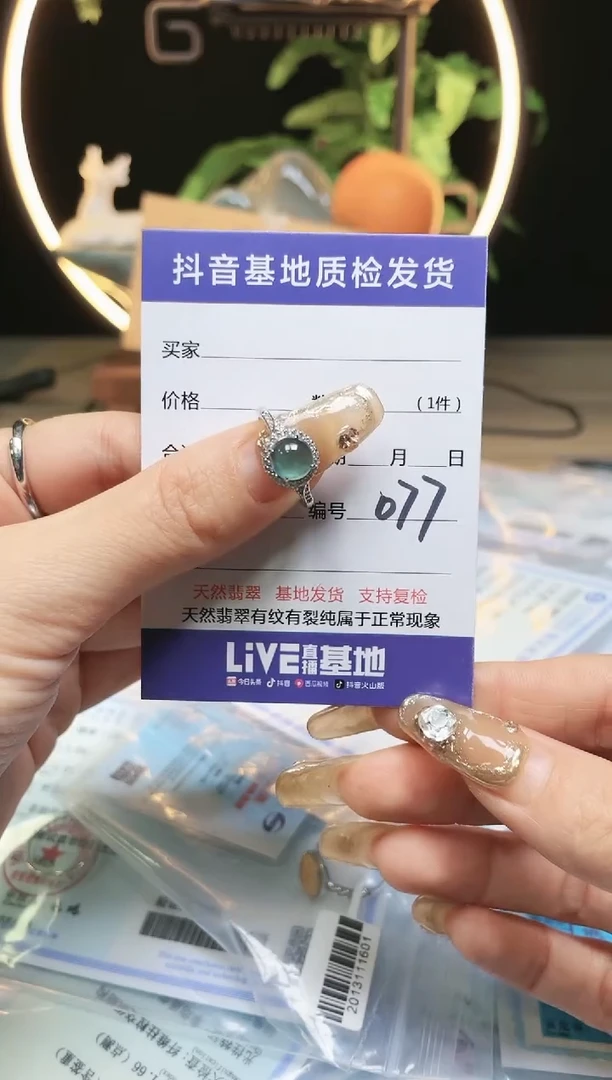 抖音基地质检发货
买家
价格
（1件）
月 日
编号 077
天然翡翠 基地发货 支持复检
天然翡翠有纹有裂纯属于正常现象
LiVE直播基地
今日头条 抖音 西瓜视频 抖音火山版
2013111601